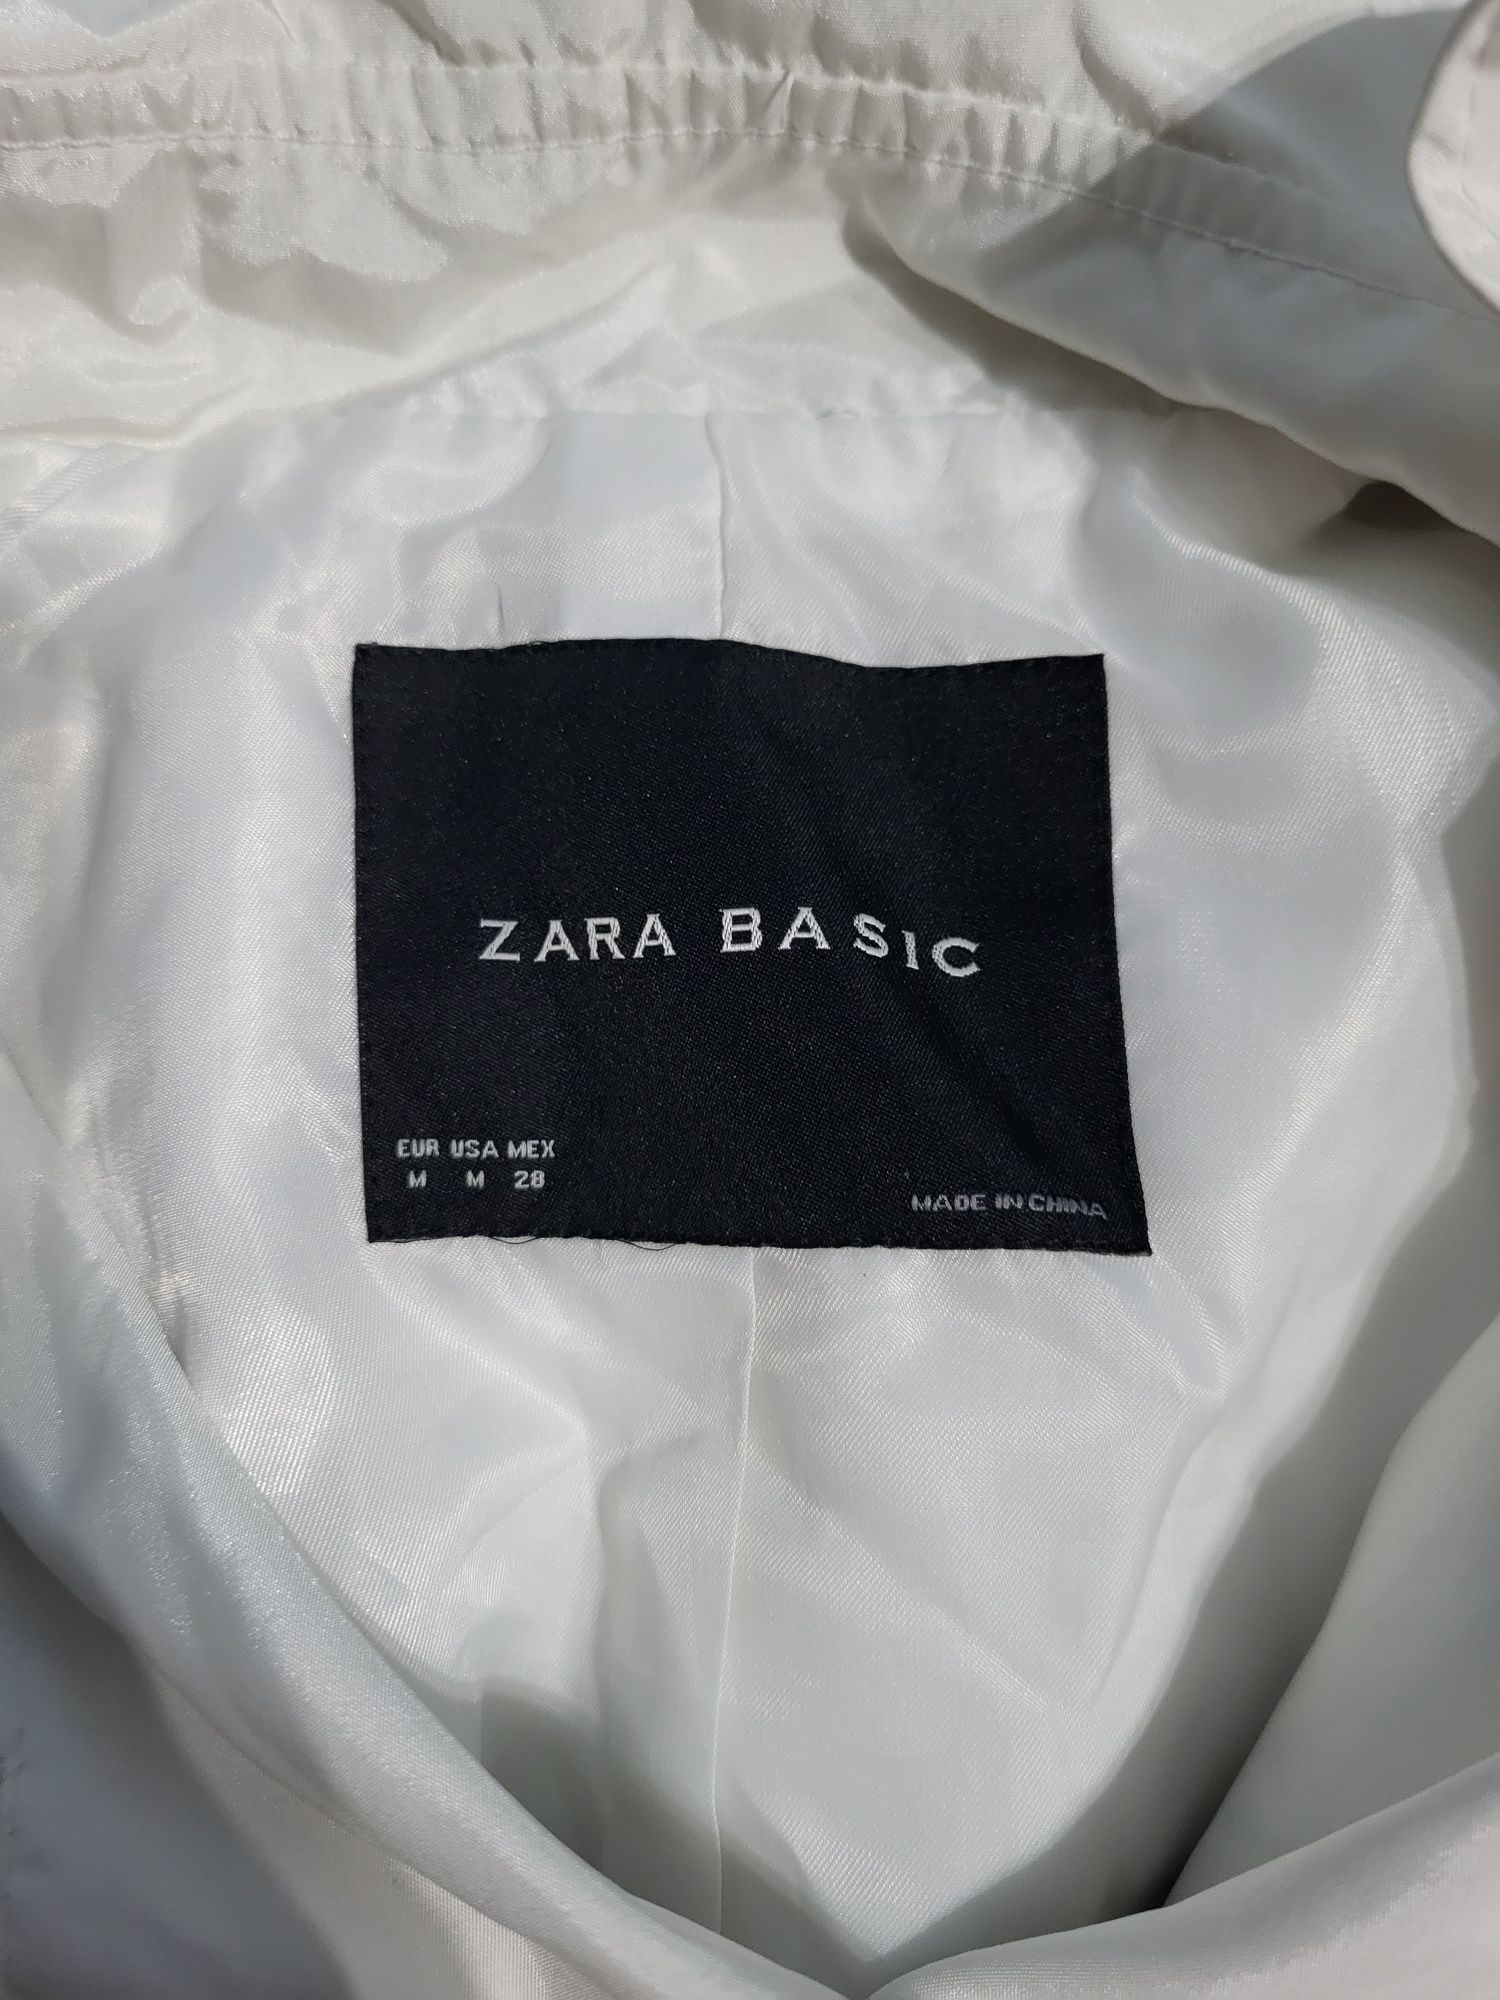 ZARA BASIC
EUR USA MEX
M M 28
MADE IN CHINA